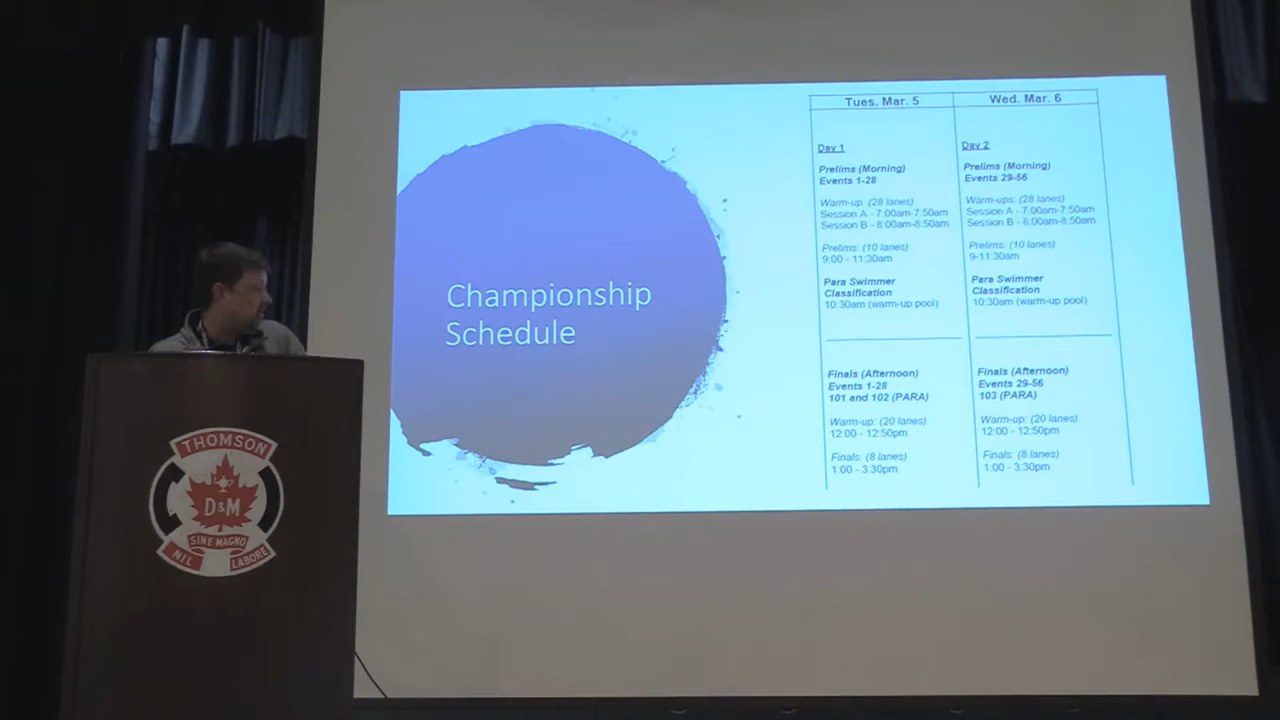 Championship
Schedule
Tues. Mar. 5
Day 1
Prelims (Morning)
Events 1-28
Warm-up: (28 lanes)
Session A - 7:00am-7:50am
Session B - 8:00am-8:50am
Prelims: (10 lanes)
9:00 - 11:30am
Para Swimmer
Classification
10:30am (warm-up pool)
Finals (Afternoon)
Events 1-28
101 and 102 (PARA)
Warm-up: (20 lanes)
12:00 - 12:50pm
Finals: (8 lanes)
1:00 - 3:30pm
Wed. Mar. 6
Day 2
Prelims (Morning)
Events 29-56
Warm-ups: (28 lanes)
Session A - 7:00am-7:50am
Session B - 8:00am-8:50am
Prelims: (10 lanes)
9-11:30am
Para Swimmer
Classification
10:30am (warm-up pool)
Finals (Afternoon)
Events 29-56
103 (PARA)
Warm-up: (20 lanes)
12:00 - 12:50pm
Finals: (8 lanes)
1:00 - 3:30pm
THOMSON
D&M
SINE MAGNO
NIL LABORE